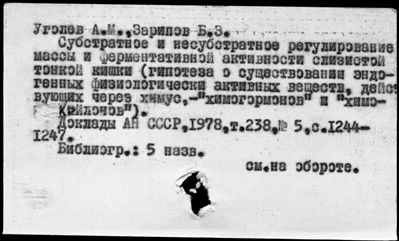 Уголев А.М.,Зарипов Б.З.
Субстратное и несубстратное регулирование
массы и ферментативной активности слизистой
тонкой кишки (гипотеза о существовании эндо-
генных физиологически активных веществ, дейс
вующих через химус,-"химогормонов" и "химо-
кейлонов").
Доклады АН СССР,1978,т.238,№ 5,с.1244-
1247.
Библиогр.: 5 назв.
см.на обороте.